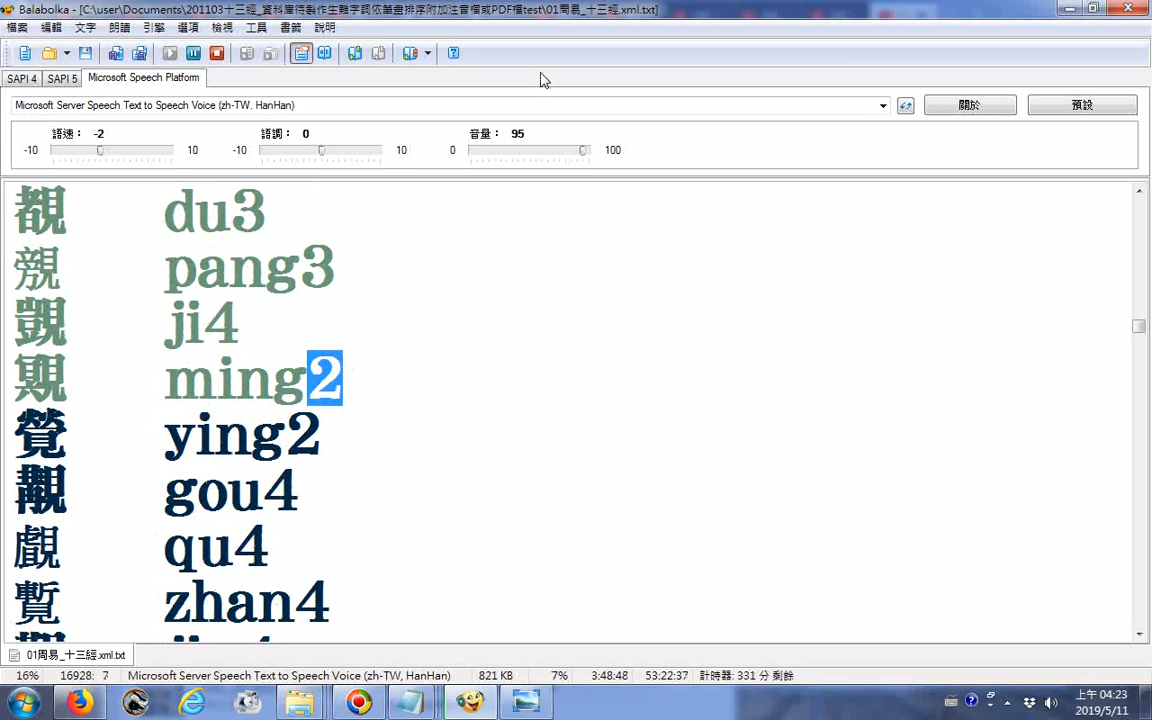 Balabolka - [C:\user\Documents\201103十三經_資料庫待製作生難字詞依筆畫排序附加注音檔或PDF檔test\01周易_十三經.xml.txt]
檔案 編輯 文字 朗讀 引擎 選項 檢視 工具 書籤 說明
SAPI 4 SAPI 5 Microsoft Speech Platform
Microsoft Server Speech Text to Speech Voice (zh-TW, HanHan) 關於 預設
語速： -2 語調： 0 音量： 95
-10 10 -10 10 0 100
覩 du3
覫 pang3
覬 ji4
覭 ming2
覮 ying2
覯 gou4
覰 qu4
覱 zhan4
01周易_十三經.xml.txt
16% 16928: 7 Microsoft Server Speech Text to Speech Voice (zh-TW, HanHan) 821 KB 7% 3:48:48 53:22:37 計時器: 331 分 剩餘
上午 04:23
2019/5/11